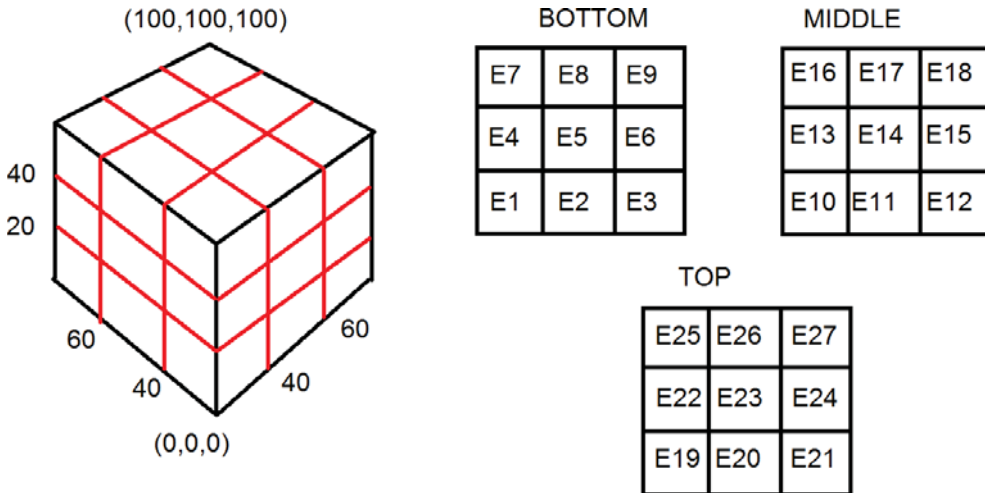 (100,100,100)
40
20
60
40
40
60
(0,0,0)
BOTTOM
E7 E8 E9
E4 E5 E6
E1 E2 E3
MIDDLE
E16 E17 E18
E13 E14 E15
E10 E11 E12
TOP
E25 E26 E27
E22 E23 E24
E19 E20 E21